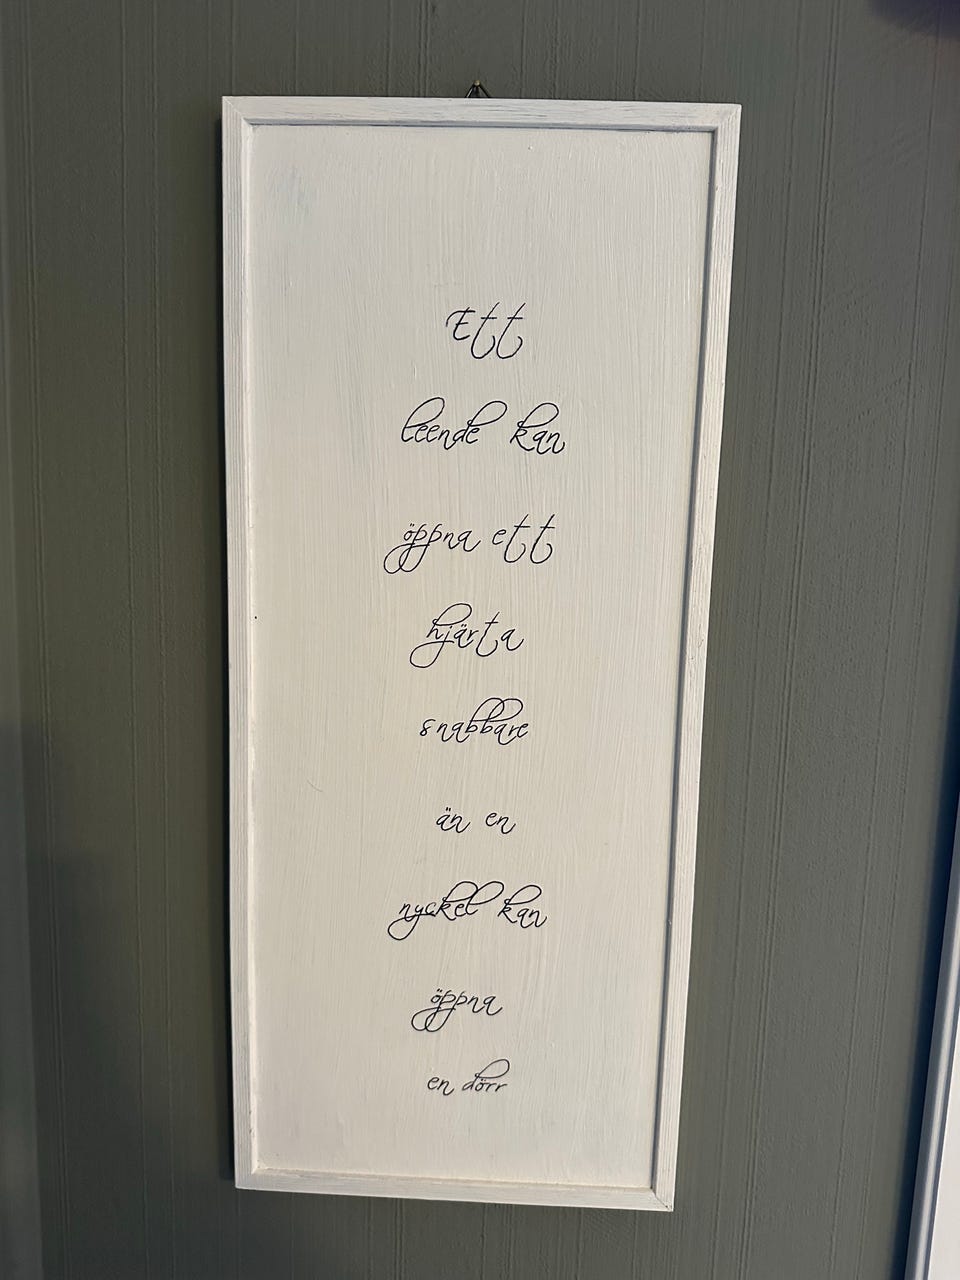 Ett
leende kan
öppna ett
hjärta
snabbare
än en
nyckel kan
öppna
en dörr